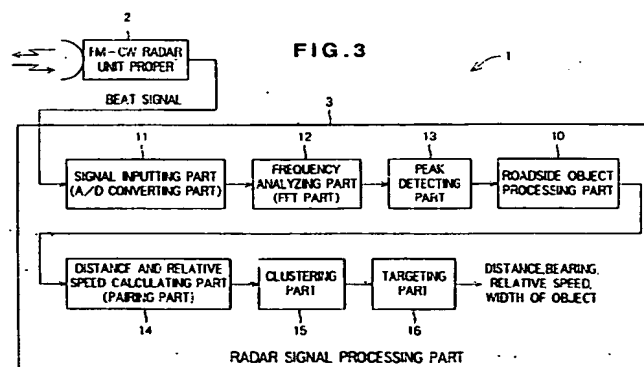 2
FM-CW RADAR
UNIT PROPER
FIG.3
1
BEAT SIGNAL
3
11
12
13
10
SIGNAL INPUTTING PART
(A/D CONVERTING PART)
FREQUENCY
ANALYZING PART
(FFT PART)
PEAK
DETECTING
PART
ROADSIDE OBJECT
PROCESSING PART
DISTANCE AND RELATIVE
SPEED CALCULATING PART
(PAIRING PART)
CLUSTERING
PART
TARGETING
PART
DISTANCE,BEARING,
RELATIVE SPEED,
WIDTH OF OBJECT
14
15
16
RADAR SIGNAL PROCESSING PART